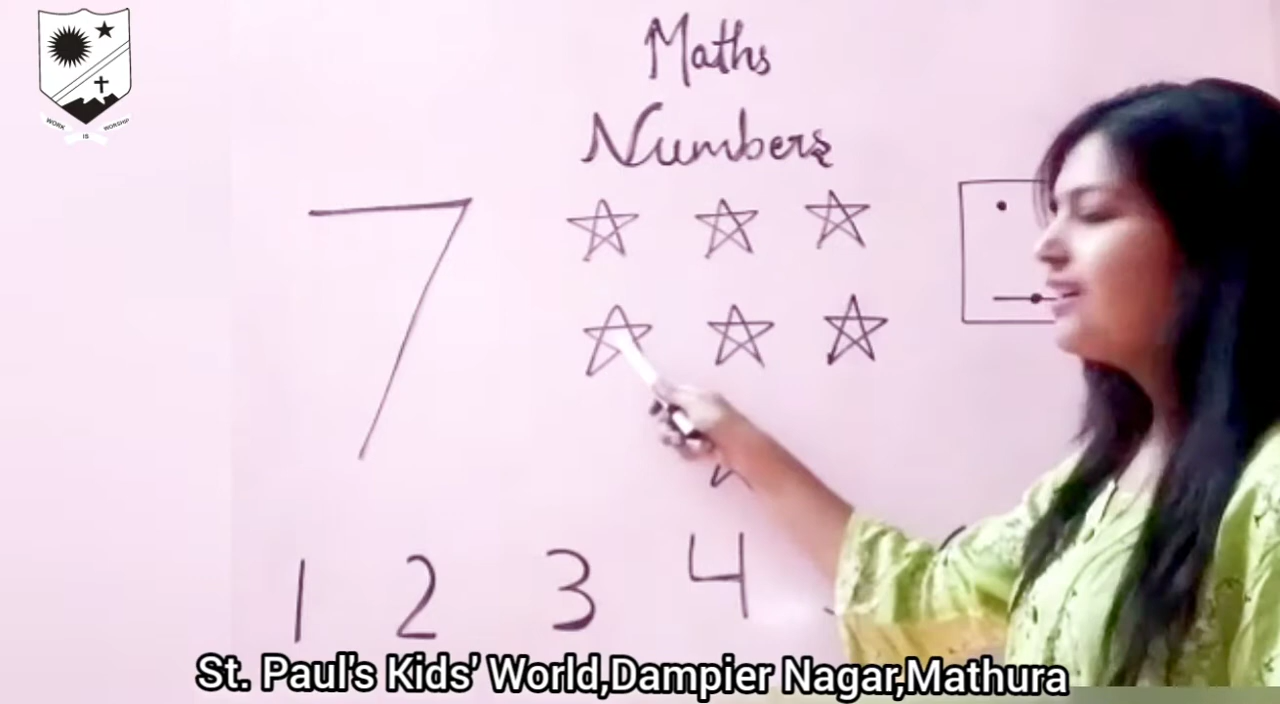 Maths
Numbers
7
1 2 3 4
WORK IS WORSHIP
St. Paul's Kids' World,Dampier Nagar,Mathura